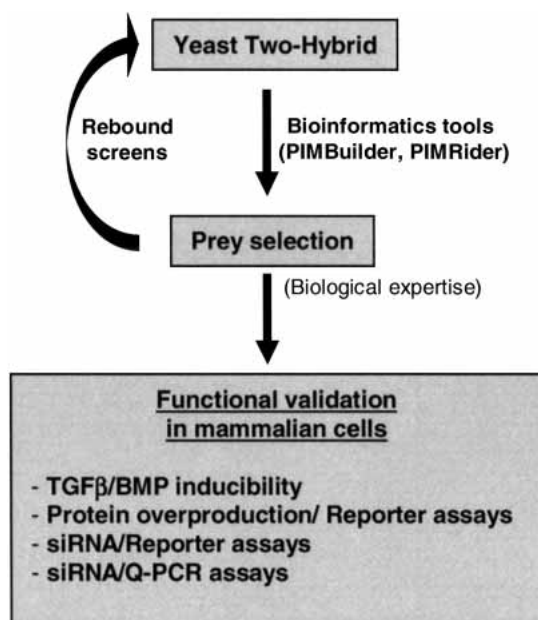 Yeast Two-Hybrid
Rebound
screens
Bioinformatics tools
(PIMBuilder, PIMRider)
Prey selection
(Biological expertise)
Functional validation
in mammalian cells
- TGFβ/BMP inducibility
- Protein overproduction/ Reporter assays
- siRNA/Reporter assays
- siRNA/Q-PCR assays